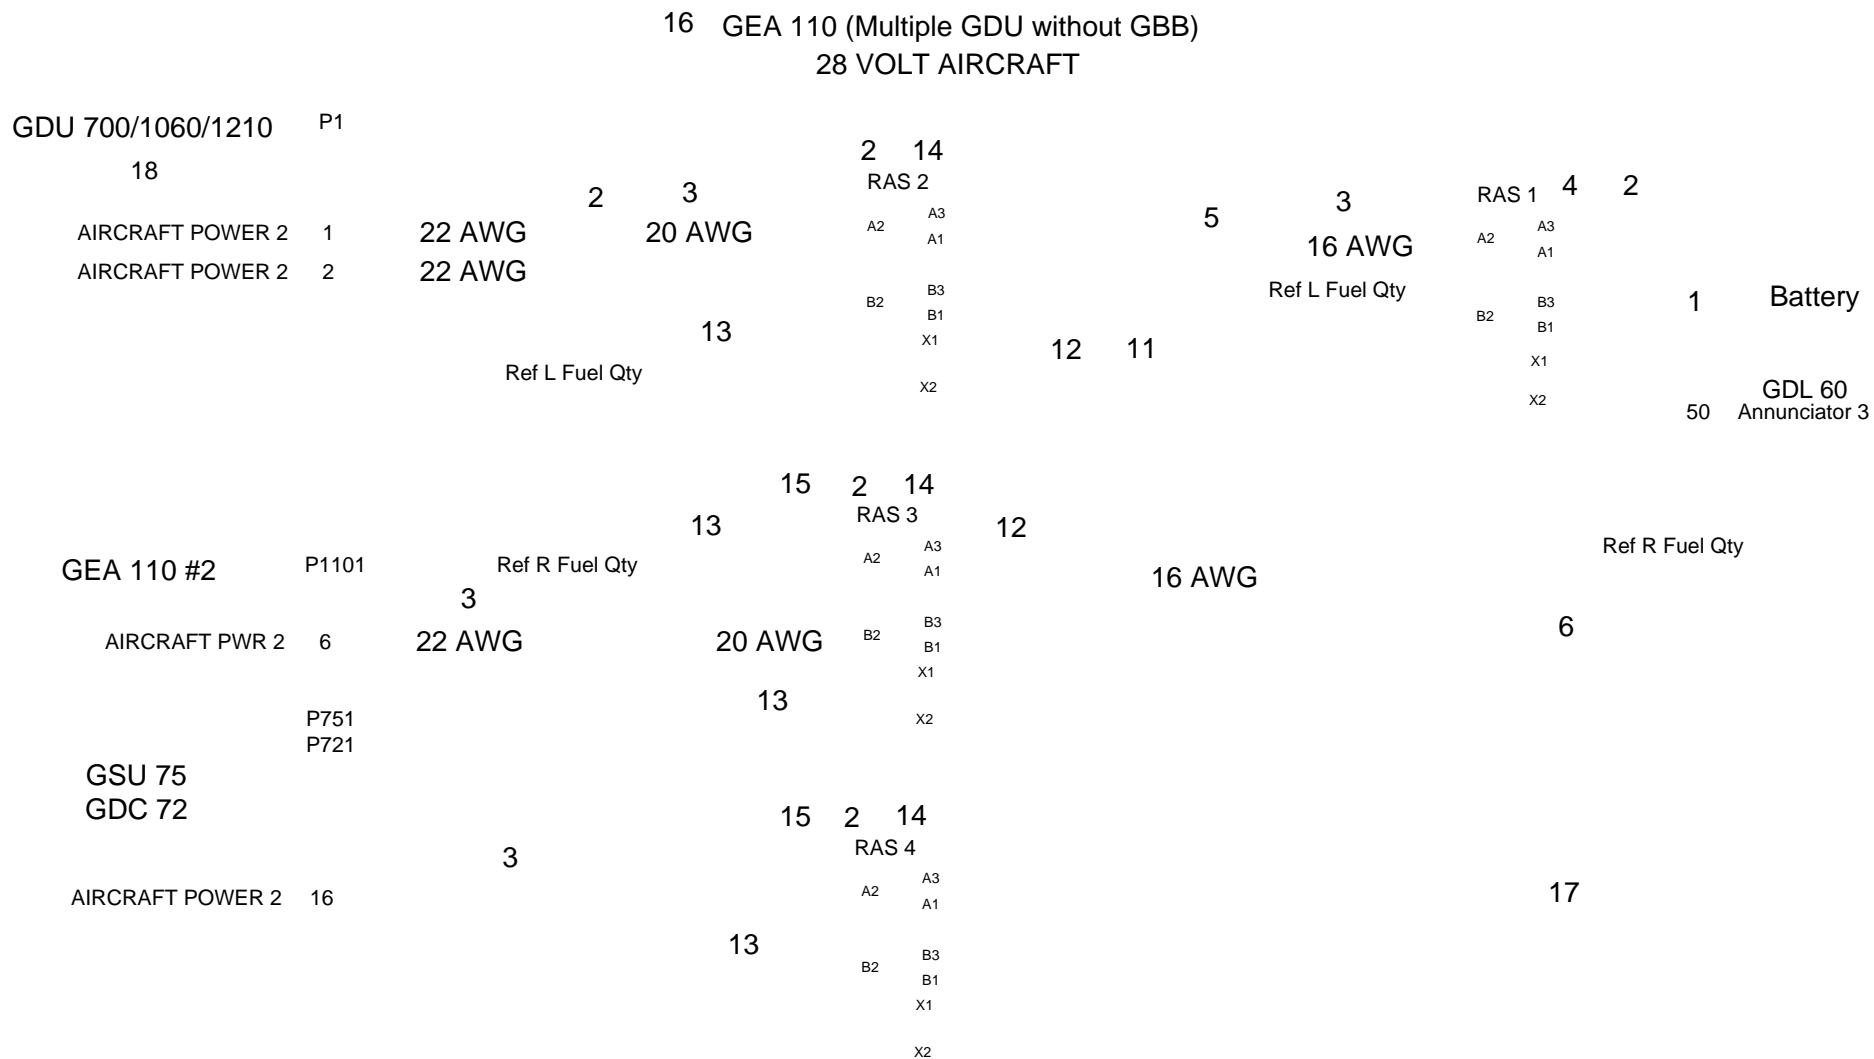 16 GEA 110 (Multiple GDU without GBB)
28 VOLT AIRCRAFT
GDU 700/1060/1210 P1
18
2 14
RAS 2
2 3
RAS 1 4 2
3
5
AIRCRAFT POWER 2 1 22 AWG 20 AWG
A2 A3
A1
16 AWG
A2 A3
A1
AIRCRAFT POWER 2 2 22 AWG
Ref L Fuel Qty
B2 B3
B1
X1
X2
B2 B3
B1
X1
X2
1 Battery
13
12 11
Ref L Fuel Qty
GDL 60
50 Annunciator 3
15 2 14
RAS 3
13
12
Ref R Fuel Qty
GEA 110 #2 P1101 Ref R Fuel Qty
A2 A3
A1
16 AWG
3
6
AIRCRAFT PWR 2 6 22 AWG 20 AWG
B2 B3
B1
X1
X2
13
P751
P721
GSU 75
GDC 72
15 2 14
RAS 4
3
AIRCRAFT POWER 2 16
A2 A3
A1
17
13
B2 B3
B1
X1
X2